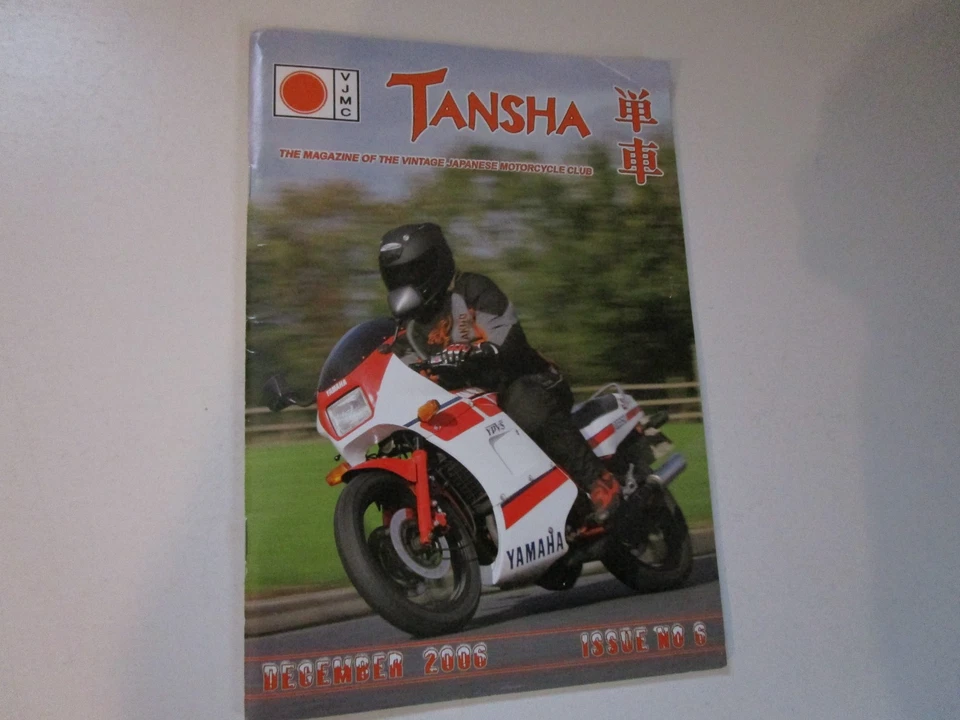 VJMC
TANSHA
単車
THE MAGAZINE OF THE VINTAGE JAPANESE MOTORCYCLE CLUB
YAMAHA
YPVS
YAMAHA
DECEMBER 2006
ISSUE NO 6